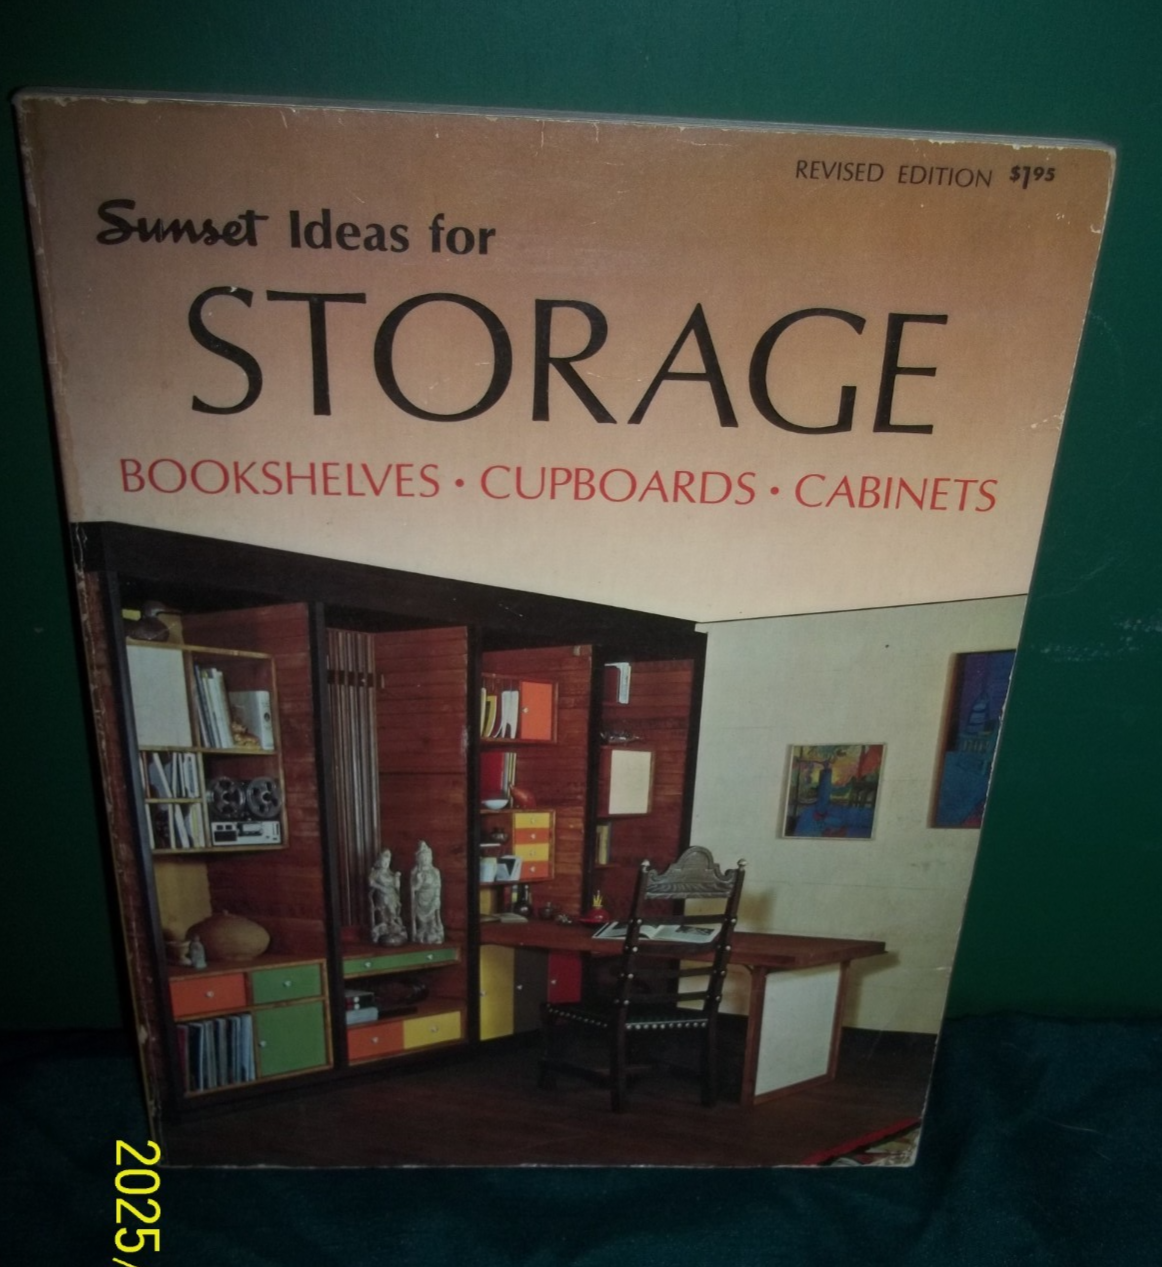 REVISED EDITION $1.95
Sunset Ideas for
STORAGE
BOOKSHELVES • CUPBOARDS • CABINETS
2025/